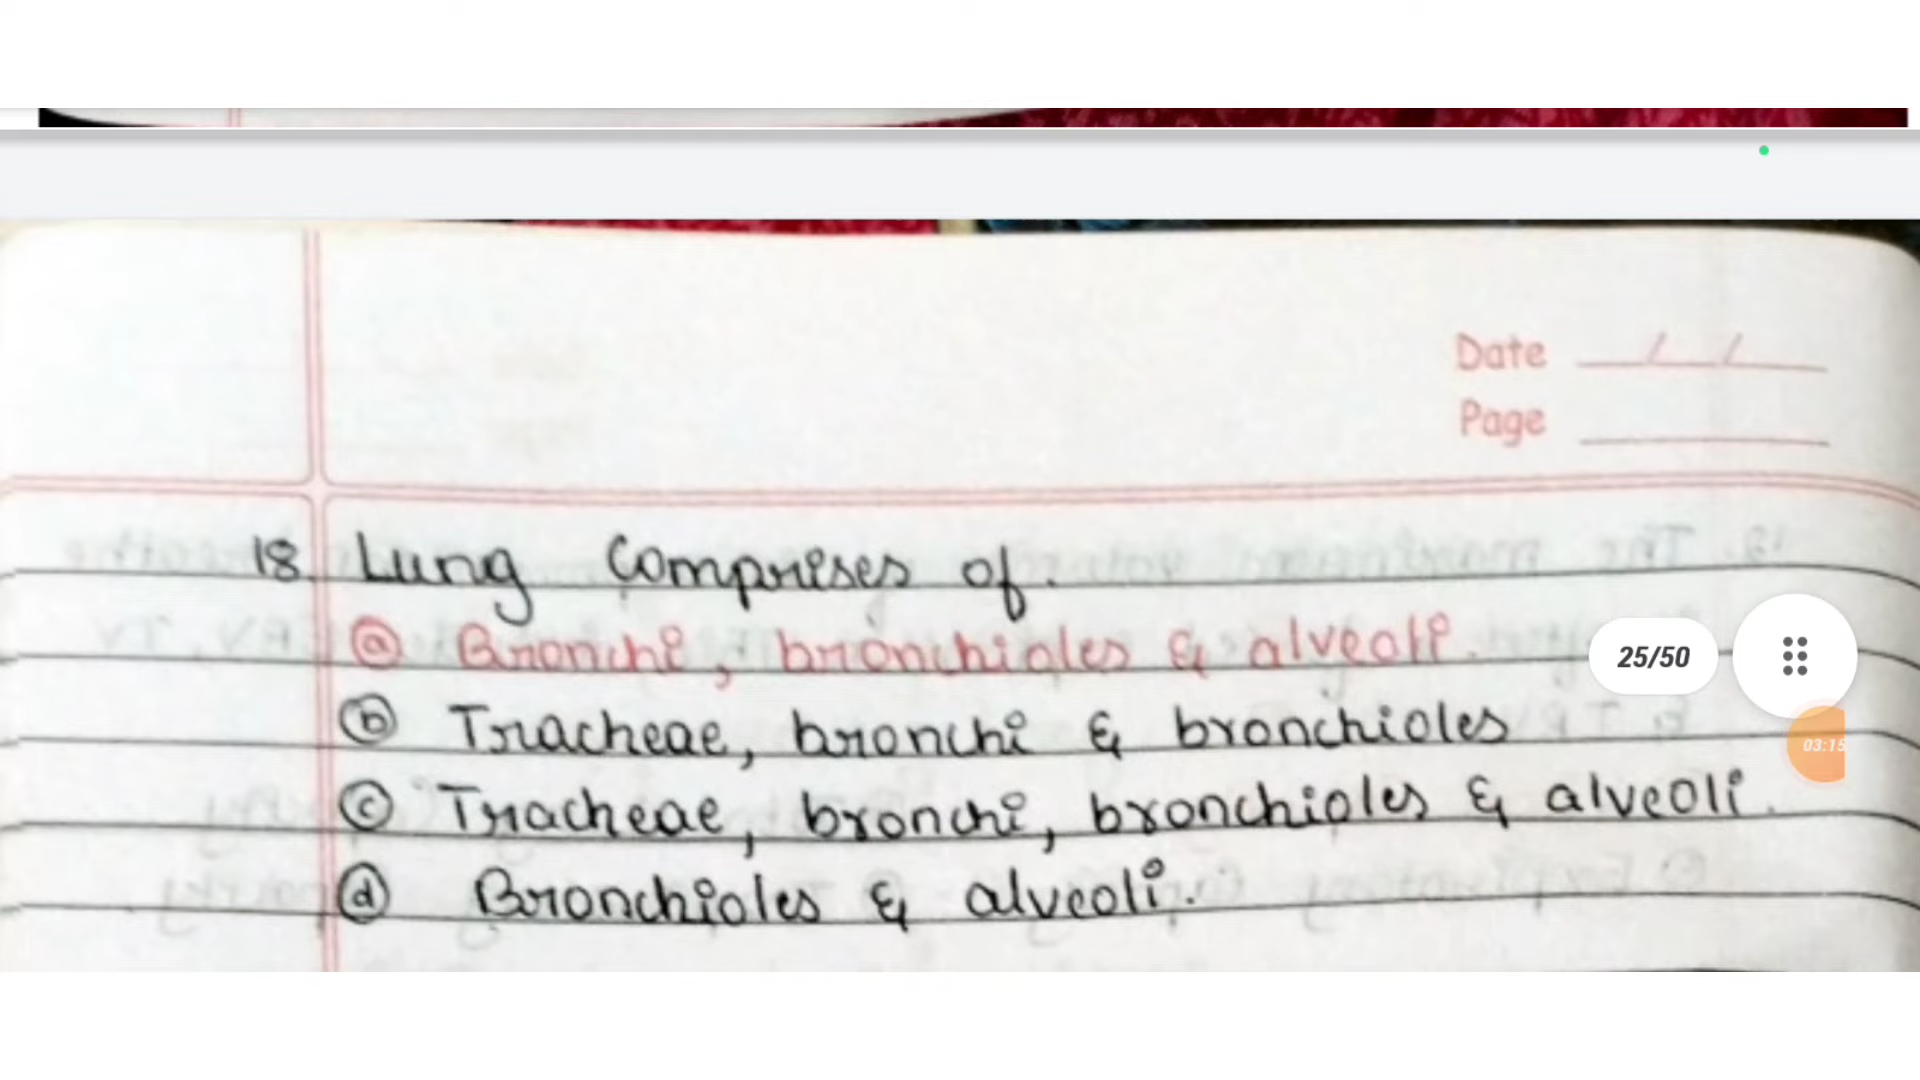 Date / /
Page
18. Lung Comprises of.
ⓐ Bronchi, bronchioles & alveoli.
ⓑ Tracheae, bronchi & bronchioles
ⓒ Tracheae, bronchi, bronchioles & alveoli.
ⓓ Bronchioles & alveoli.
25/50
03:15